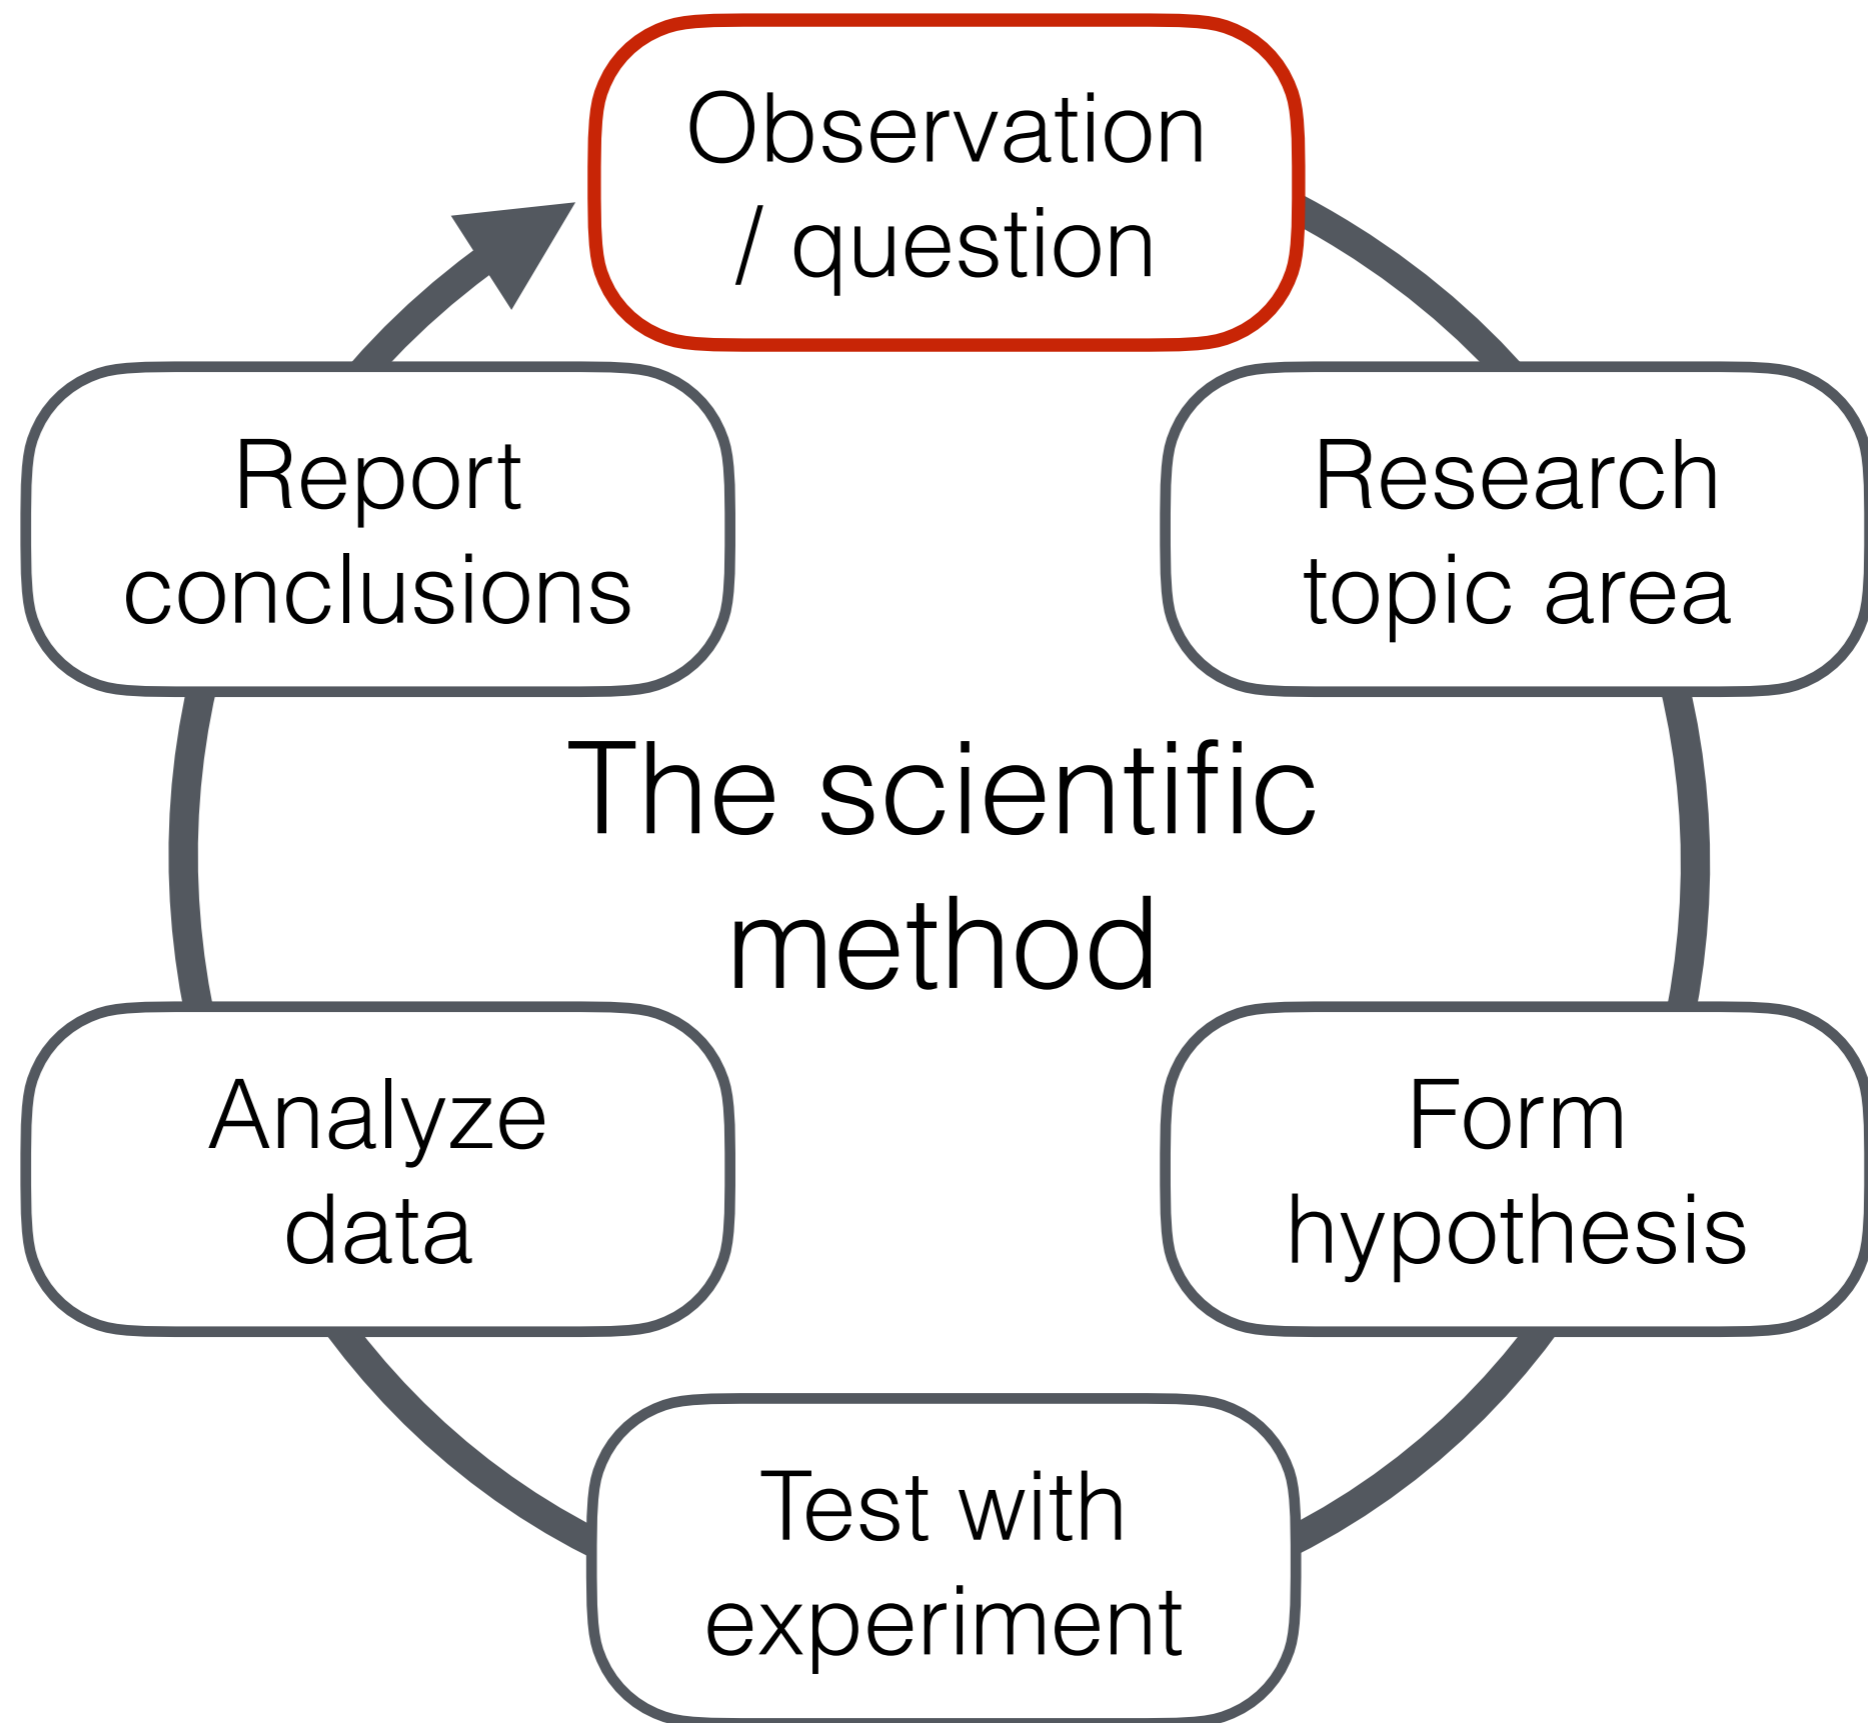 Observation
/ question
Research
topic area
Form
hypothesis
Test with
experiment
Analyze
data
Report
conclusions
The scientific
method